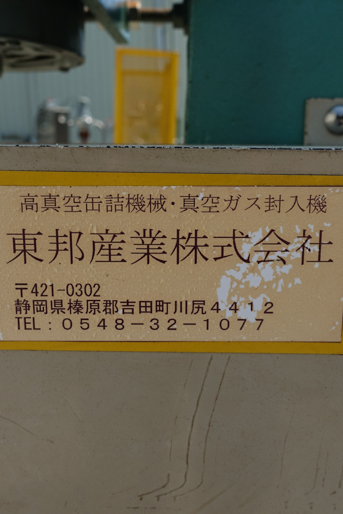 高真空缶詰機械・真空ガス封入機
東邦産業株式会社
〒421-0302
静岡県榛原郡吉田町川尻４４１２
TEL：０５４８－３２－１０７７